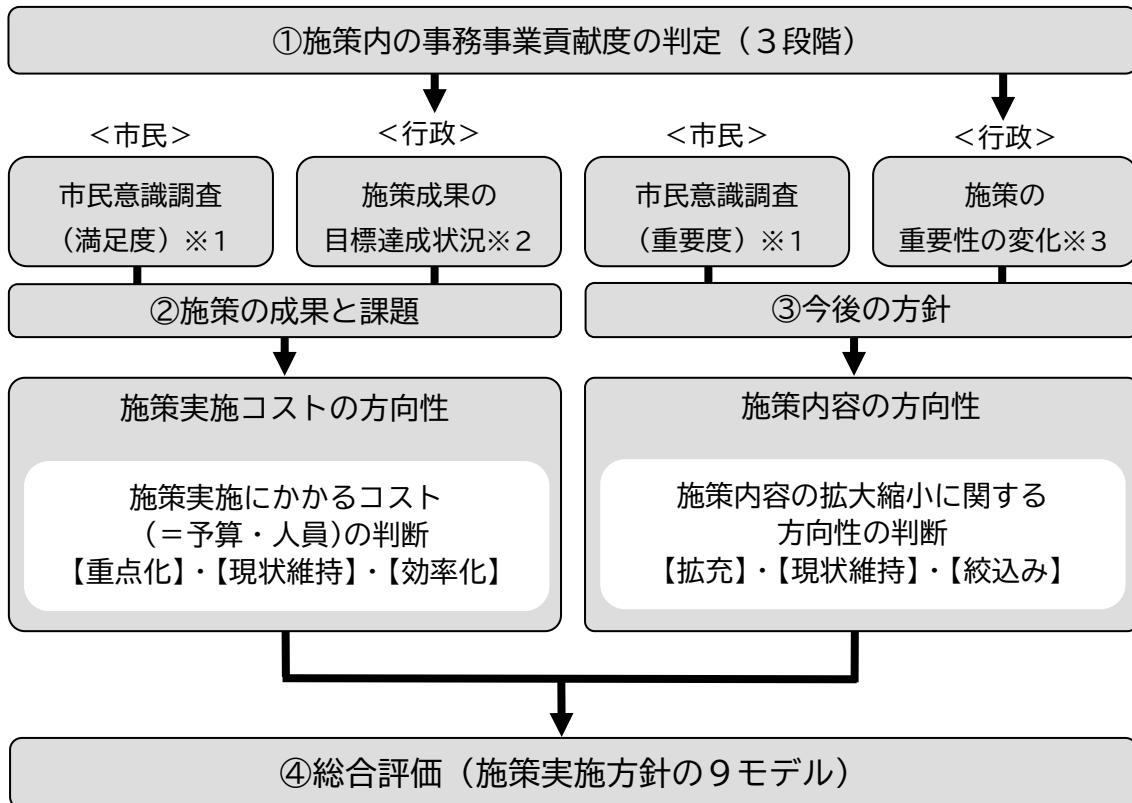 ①施策内の事務事業貢献度の判定（３段階）
＜市民＞
＜行政＞
＜市民＞
＜行政＞
市民意識調査
（満足度）※１
施策成果の
目標達成状況※２
市民意識調査
（重要度）※１
施策の
重要性の変化※３
②施策の成果と課題
③今後の方針
施策実施コストの方向性
施策実施にかかるコスト
（＝予算・人員）の判断
【重点化】・【現状維持】・【効率化】
施策内容の方向性
施策内容の拡大縮小に関する
方向性の判断
【拡充】・【現状維持】・【絞込み】
④総合評価（施策実施方針の９モデル）